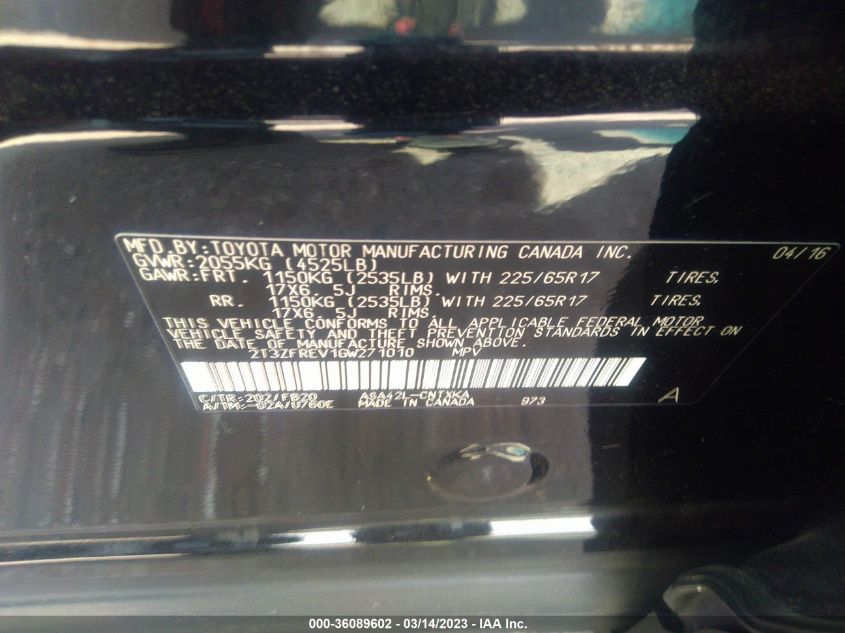 MFD.BY:TOYOTA MOTOR MANUFACTURING CANADA INC. 04/16
GVWR:2055KG (4525LB)
GAWR:FRT. 1150KG (2535LB) WITH 225/65R17 TIRES,
17X6. 5J RIMS.
RR. 1150KG (2535LB) WITH 225/65R17 TIRES,
17X6. 5J RIMS.
THIS VEHICLE CONFORMS TO ALL APPLICABLE FEDERAL MOTOR
VEHICLE SAFETY AND THEFT PREVENTION STANDARDS IN EFFECT ON
THE DATE OF MANUFACTURE SHOWN ABOVE.
2T3ZFREV1GW271010 MPV
C/TR:202/FB20 ASA42L-CNTXKA
A/TM:-02A/U760E MADE IN CANADA 973 A
000-36089602 - 03/14/2023 - IAA Inc.